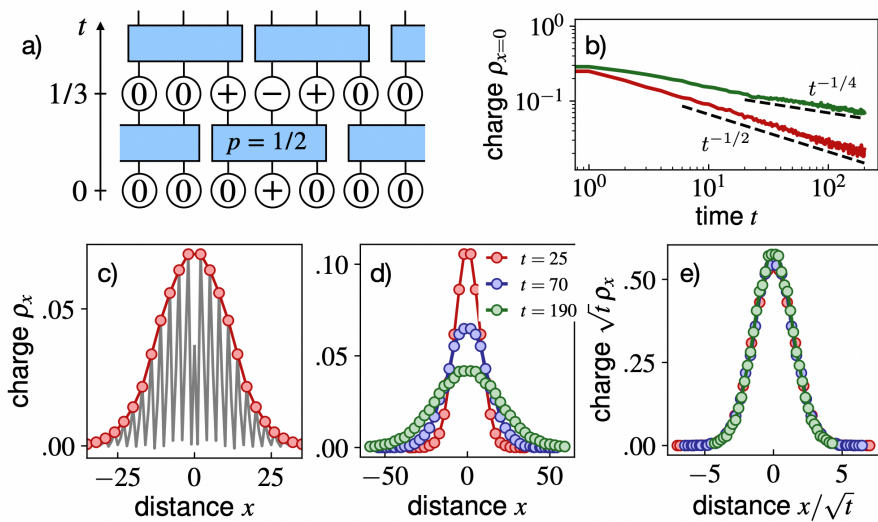 a)
t
1/3
0
0 0 + − + 0 0
p = 1/2
0 0 0 + 0 0 0
b)
charge ρx=0
10^0
10^−1
t^−1/4
t^−1/2
10^0 10^1 10^2
time t
c)
charge ρx
.05
.00
−25 0 25
distance x
d)
.10
.05
.00
t = 25
t = 70
t = 190
−50 0 50
distance x
e)
charge √t ρx
.50
.25
.00
−5 0 5
distance x/√t